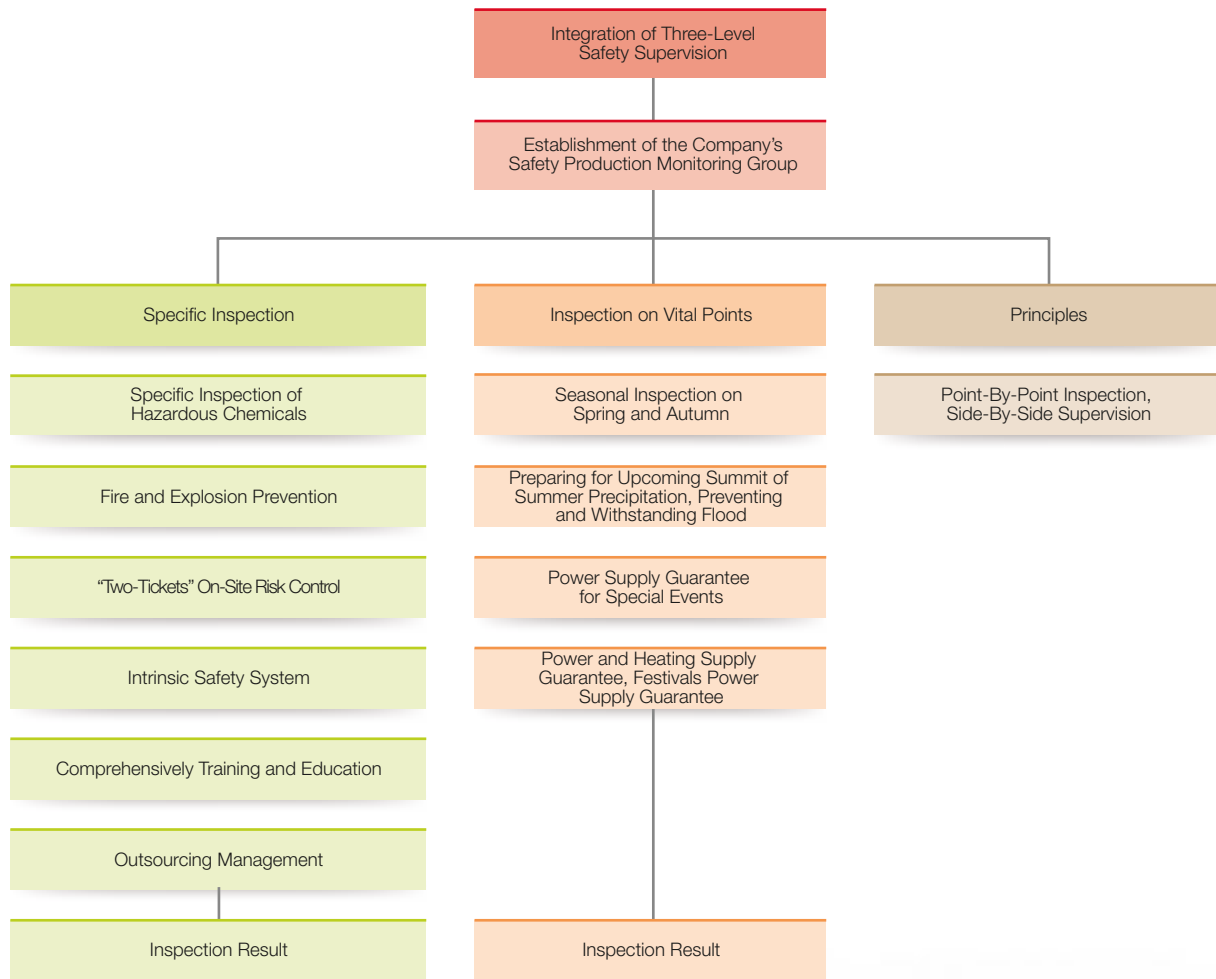 Integration of Three-Level
Safety Supervision
Establishment of the Company's
Safety Production Monitoring Group
Specific Inspection
Specific Inspection of
Hazardous Chemicals
Fire and Explosion Prevention
“Two-Tickets” On-Site Risk Control
Intrinsic Safety System
Comprehensively Training and Education
Outsourcing Management
Inspection Result
Inspection on Vital Points
Seasonal Inspection on
Spring and Autumn
Preparing for Upcoming Summit of
Summer Precipitation, Preventing
and Withstanding Flood
Power Supply Guarantee
for Special Events
Power and Heating Supply
Guarantee, Festivals Power
Supply Guarantee
Inspection Result
Principles
Point-By-Point Inspection,
Side-By-Side Supervision